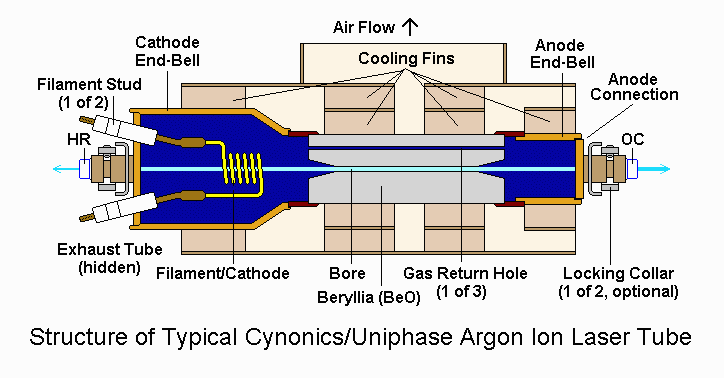 Air Flow ↑
Cathode
End-Bell
Cooling Fins
Anode
End-Bell
Filament Stud
(1 of 2)
Anode
Connection
HR
OC
Exhaust Tube
(hidden)
Filament/Cathode
Bore
Beryllia (BeO)
Gas Return Hole
(1 of 3)
Locking Collar
(1 of 2, optional)
Structure of Typical Cynonics/Uniphase Argon Ion Laser Tube